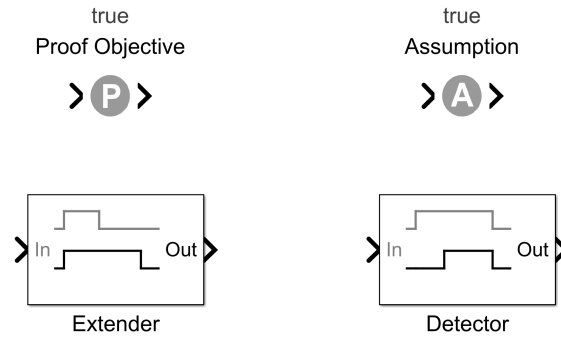 true
true
Proof Objective
Assumption
P
A
In
Out
In
Out
Extender
Detector